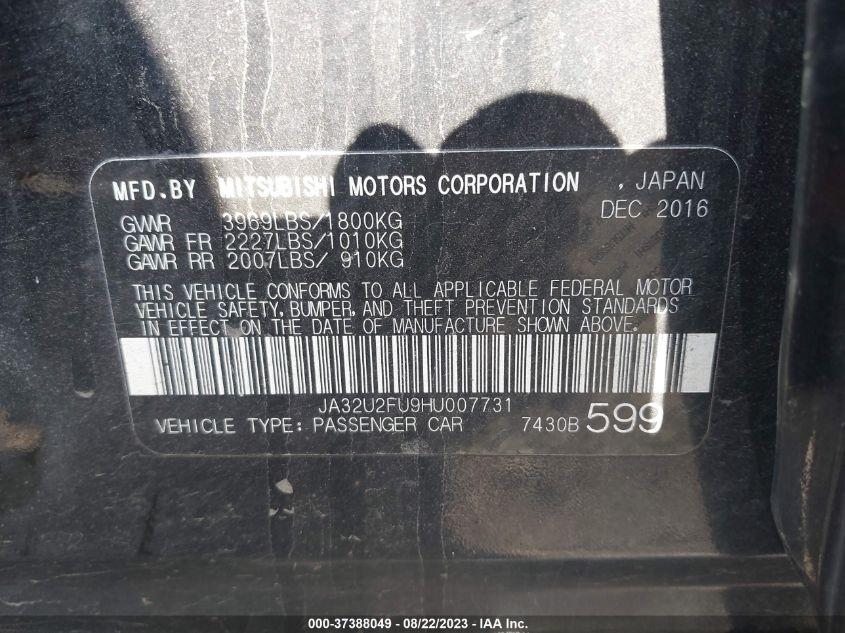 MFD.BY MITSUBISHI MOTORS CORPORATION , JAPAN
GVWR 3969LBS/1800KG DEC 2016
GAWR FR 2227LBS/1010KG
GAWR RR 2007LBS/ 910KG
THIS VEHICLE CONFORMS TO ALL APPLICABLE FEDERAL MOTOR
VEHICLE SAFETY, BUMPER, AND THEFT PREVENTION STANDARDS
IN EFFECT ON THE DATE OF MANUFACTURE SHOWN ABOVE.
JA32U2FU9HU007731
VEHICLE TYPE: PASSENGER CAR 7430B 599
000-37388049 - 08/22/2023 - IAA Inc.